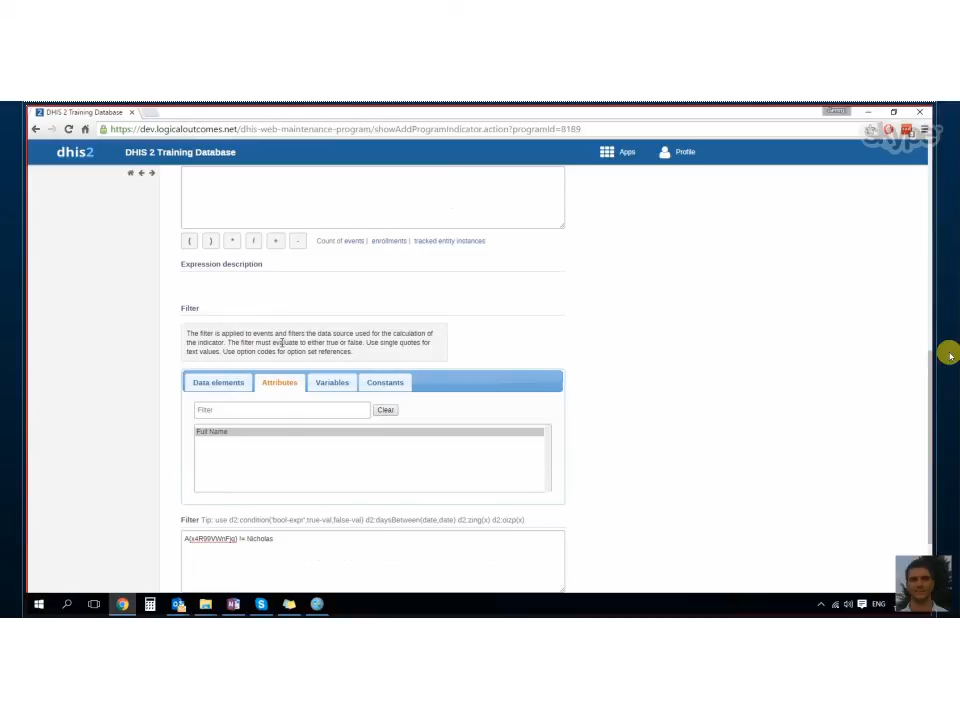 DHIS 2 Training Database
https://dev.logicaloutcomes.net/dhis-web-maintenance-program/showAddProgramIndicator.action?programId=8189
skype
dhis2 DHIS 2 Training Database Apps Profile
( ) * / + - Count of events | enrollments | tracked entity instances
Expression description
Filter
The filter is applied to events and filters the data source used for the calculation of
the indicator. The filter must evaluate to either true or false. Use single quotes for
text values. Use option codes for option set references.
Data elements Attributes Variables Constants
Filter Clear
Full Name
Filter Tip: use d2:condition('bool-expr',true-val,false-val) d2:daysBetween(date,date) d2:zing(x) d2:oizp(x)
A{x4R99VWnFjq} != Nicholas
ENG